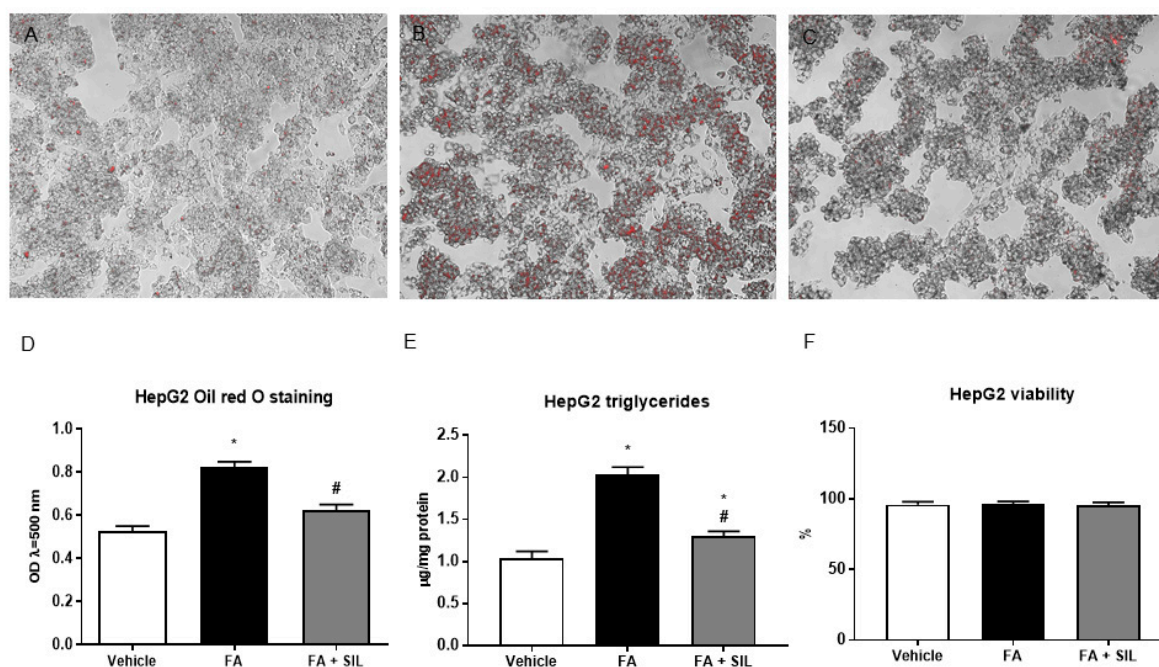 A
B
C
D
HepG2 Oil red O staining
OD λ=500 nm
1.0
0.8
0.6
0.4
0.2
0.0
*
#
Vehicle
FA
FA + SIL
E
HepG2 triglycerides
µg/mg protein
2.5
2.0
1.5
1.0
0.5
0.0
*
*
#
Vehicle
FA
FA + SIL
F
HepG2 viability
%
150
100
50
0
Vehicle
FA
FA + SIL